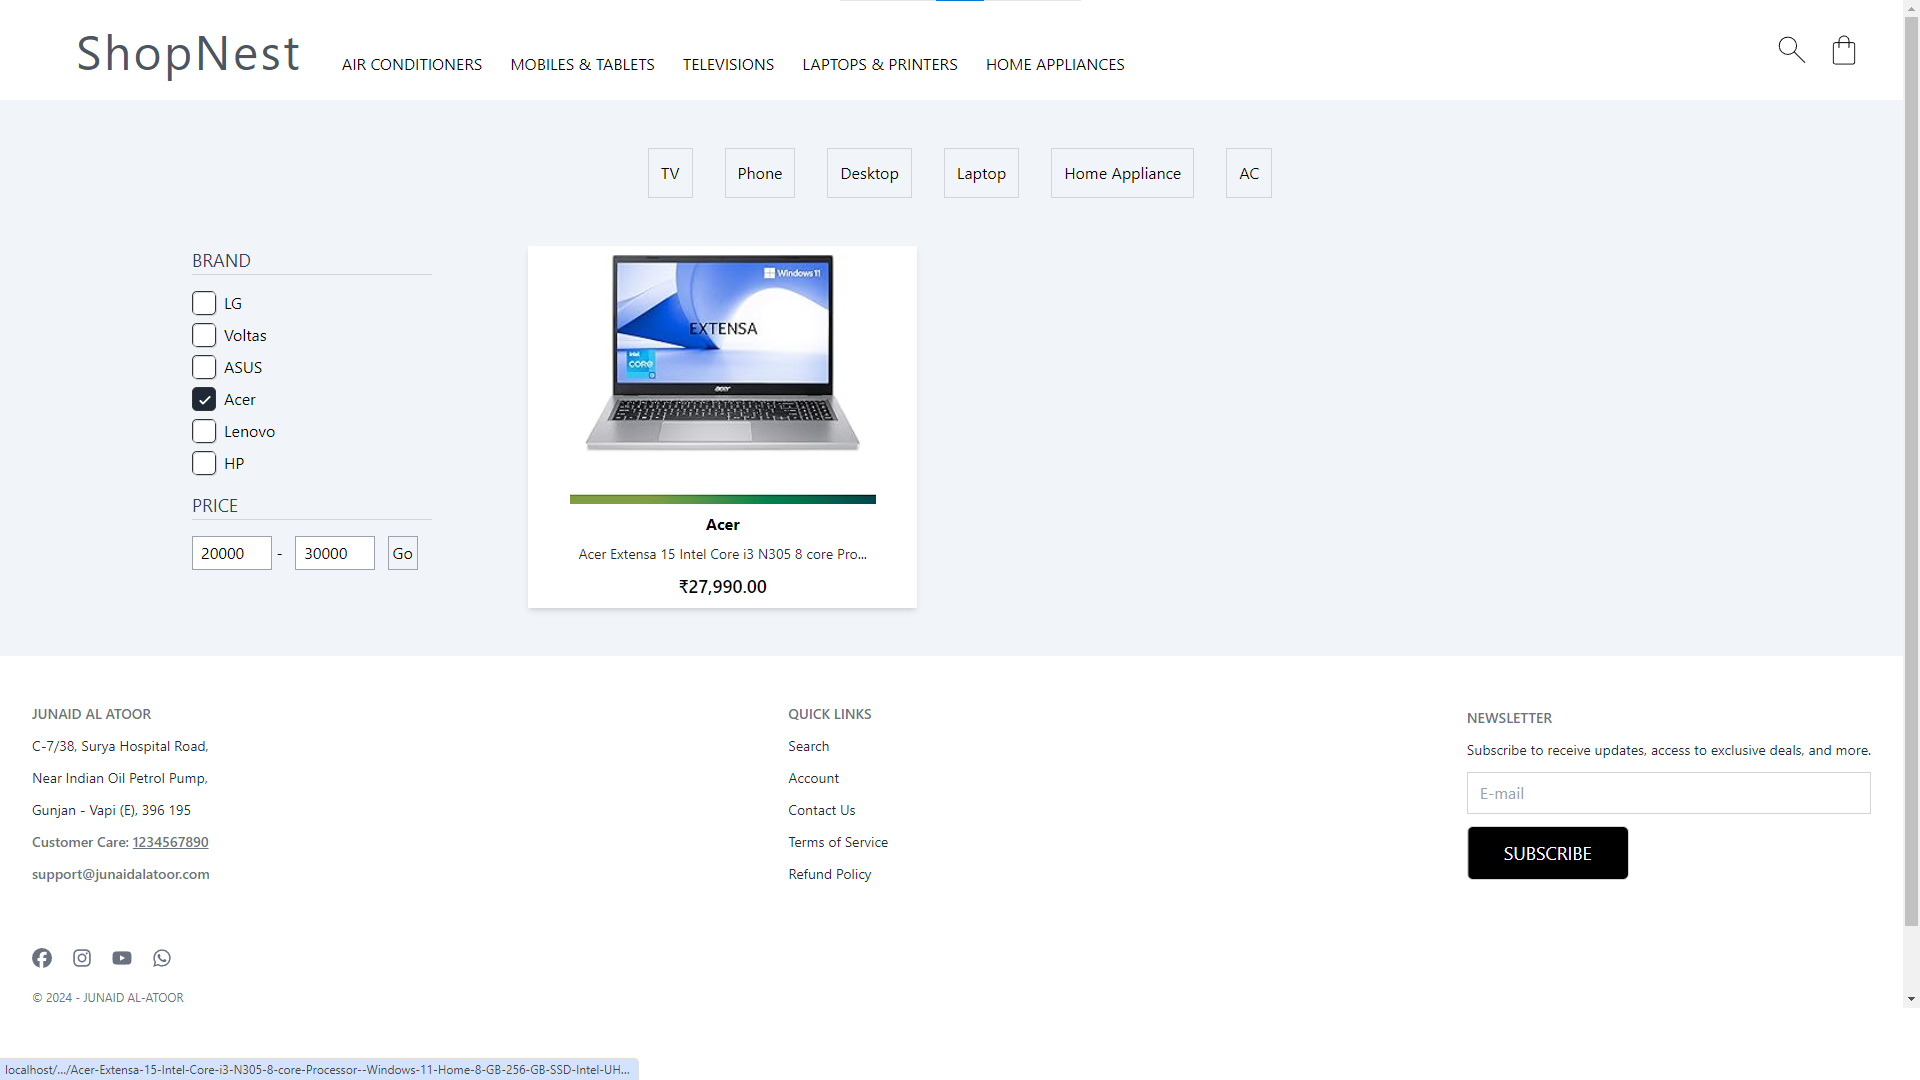 ShopNest
AIR CONDITIONERS MOBILES & TABLETS TELEVISIONS LAPTOPS & PRINTERS HOME APPLIANCES
TV Phone Desktop Laptop Home Appliance AC
BRAND
LG
Voltas
ASUS
Acer
Lenovo
HP
PRICE
20000 - 30000 Go
Windows 11
EXTENSA
intel
CORE
acer
Acer
Acer Extensa 15 Intel Core i3 N305 8 core Pro...
₹27,990.00
JUNAID AL ATOOR
C-7/38, Surya Hospital Road,
Near Indian Oil Petrol Pump,
Gunjan - Vapi (E), 396 195
Customer Care: 1234567890
support@junaidalatoor.com
QUICK LINKS
Search
Account
Contact Us
Terms of Service
Refund Policy
NEWSLETTER
Subscribe to receive updates, access to exclusive deals, and more.
E-mail
SUBSCRIBE
© 2024 - JUNAID AL-ATOOR
localhost/.../Acer-Extensa-15-Intel-Core-i3-N305-8-core-Processor--Windows-11-Home-8-GB-256-GB-SSD-Intel-UH...